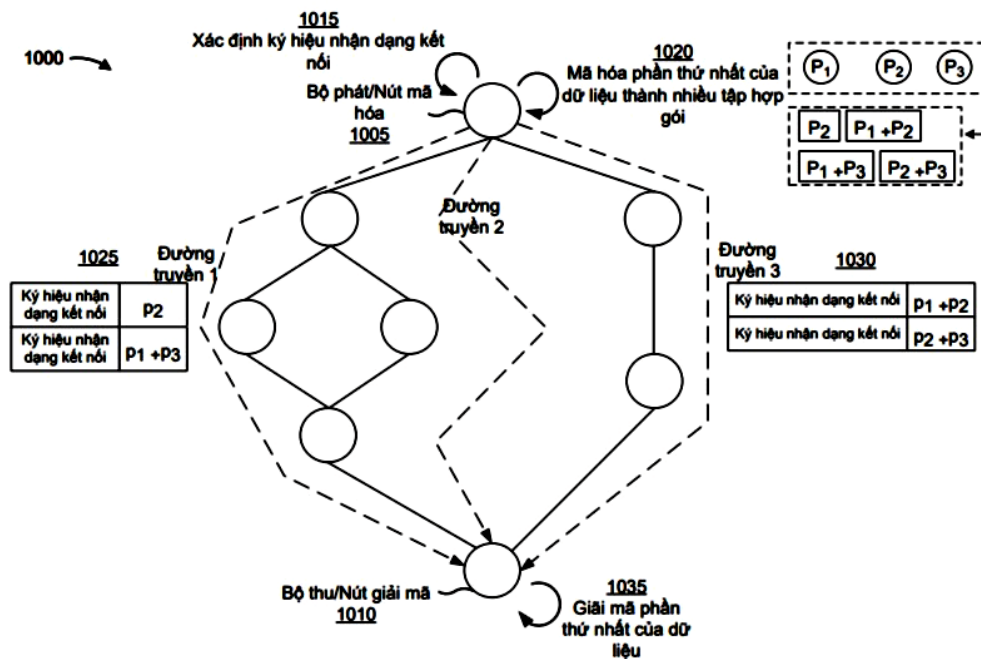 1000
1015
Xác định ký hiệu nhận dạng kết
nối
Bộ phát/Nút mã
hóa
1005
1020
Mã hóa phần thứ nhất của
dữ liệu thành nhiều tập hợp
gói
P1 P2 P3
P2 P1 +P2
P1 +P3 P2 +P3
Đường
truyền 1
Đường
truyền 2
Đường
truyền 3
1025
Ký hiệu nhận
dạng kết nối P2
Ký hiệu nhận
dạng kết nối P1 +P3
1030
Ký hiệu nhận dạng kết nối P1 +P2
Ký hiệu nhận dạng kết nối P2 +P3
Bộ thu/Nút giải mã
1010
1035
Giãi mã phần
thứ nhất của dữ
liệu